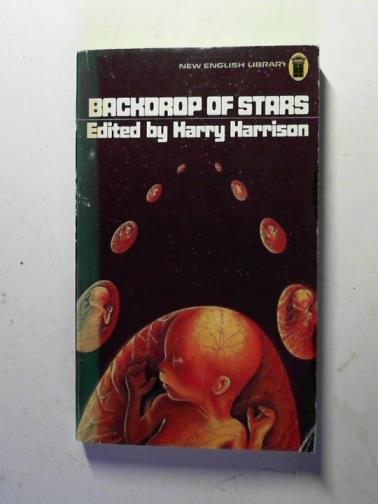 NEW ENGLISH LIBRARY
BACKDROP OF STARS
Edited by Harry Harrison